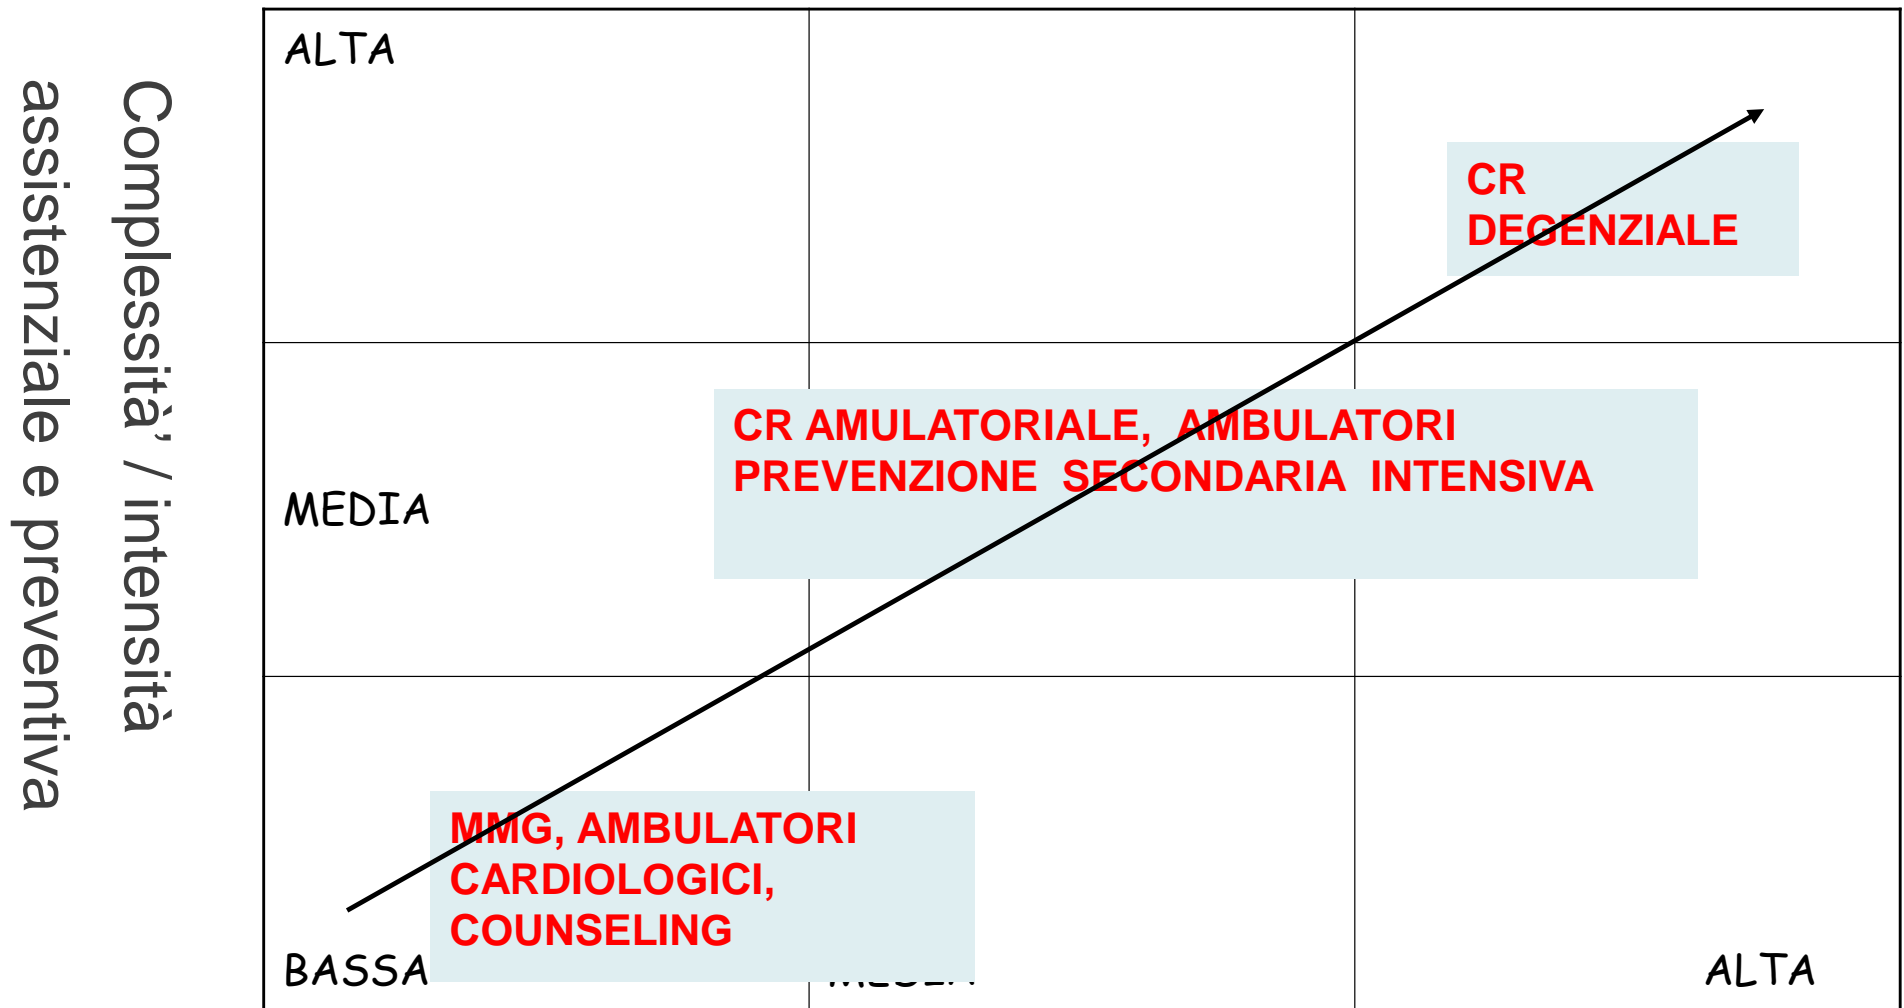 Complessità’ / intensità
assistenziale e preventiva
ALTA
CR
DEGENZIALE
CR AMULATORIALE, AMBULATORI
PREVENZIONE SECONDARIA INTENSIVA
MEDIA
MMG, AMBULATORI
CARDIOLOGICI,
COUNSELING
BASSA ALTA